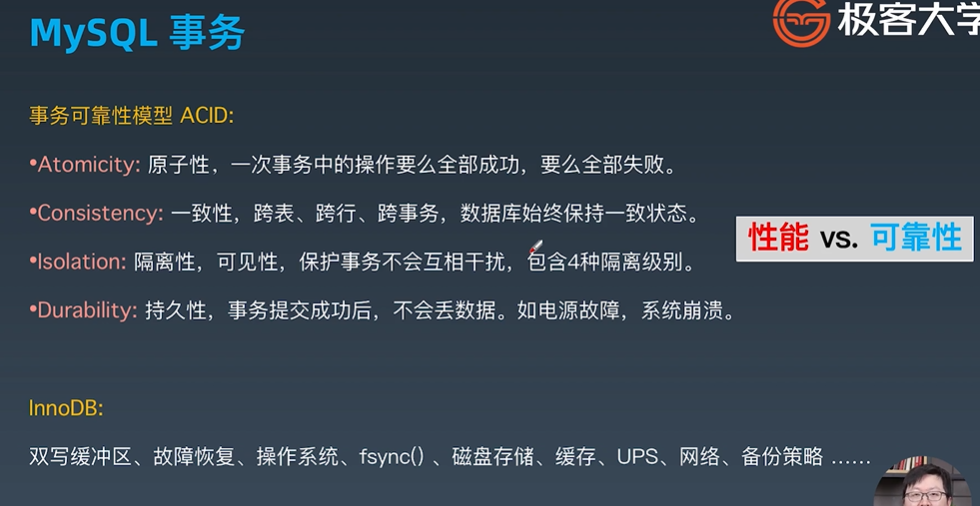 MySQL 事务
极客大学
事务可靠性模型 ACID:
•Atomicity: 原子性，一次事务中的操作要么全部成功，要么全部失败。
•Consistency: 一致性，跨表、跨行、跨事务，数据库始终保持一致状态。
•Isolation: 隔离性，可见性，保护事务不会互相干扰，包含4种隔离级别。
•Durability: 持久性，事务提交成功后，不会丢数据。如电源故障，系统崩溃。
性能 vs. 可靠性
InnoDB:
双写缓冲区、故障恢复、操作系统、fsync() 、磁盘存储、缓存、UPS、网络、备份策略 ……